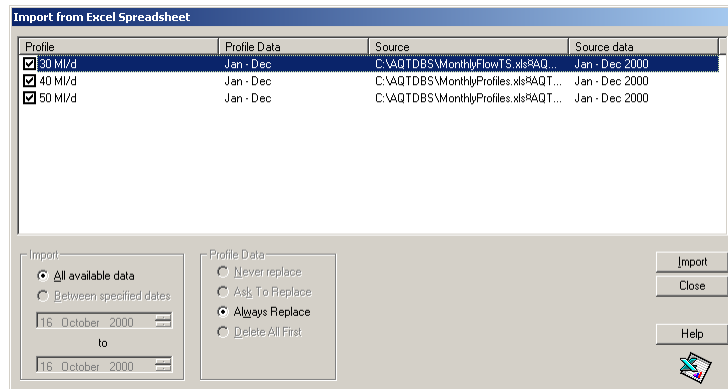 Import from Excel Spreadsheet
Profile Profile Data Source Source data
30 Ml/d Jan - Dec C:\AQTDBS\MonthlyFlowTS.xls¤AQ... Jan - Dec 2000
40 Ml/d Jan - Dec C:\AQTDBS\MonthlyProfiles.xls¤AQT... Jan - Dec 2000
50 Ml/d Jan - Dec C:\AQTDBS\MonthlyProfiles.xls¤AQT... Jan - Dec 2000
Import
All available data
Between specified dates
16 October 2000
to
16 October 2000
Profile Data
Never replace
Ask To Replace
Always Replace
Delete All First
Import
Close
Help